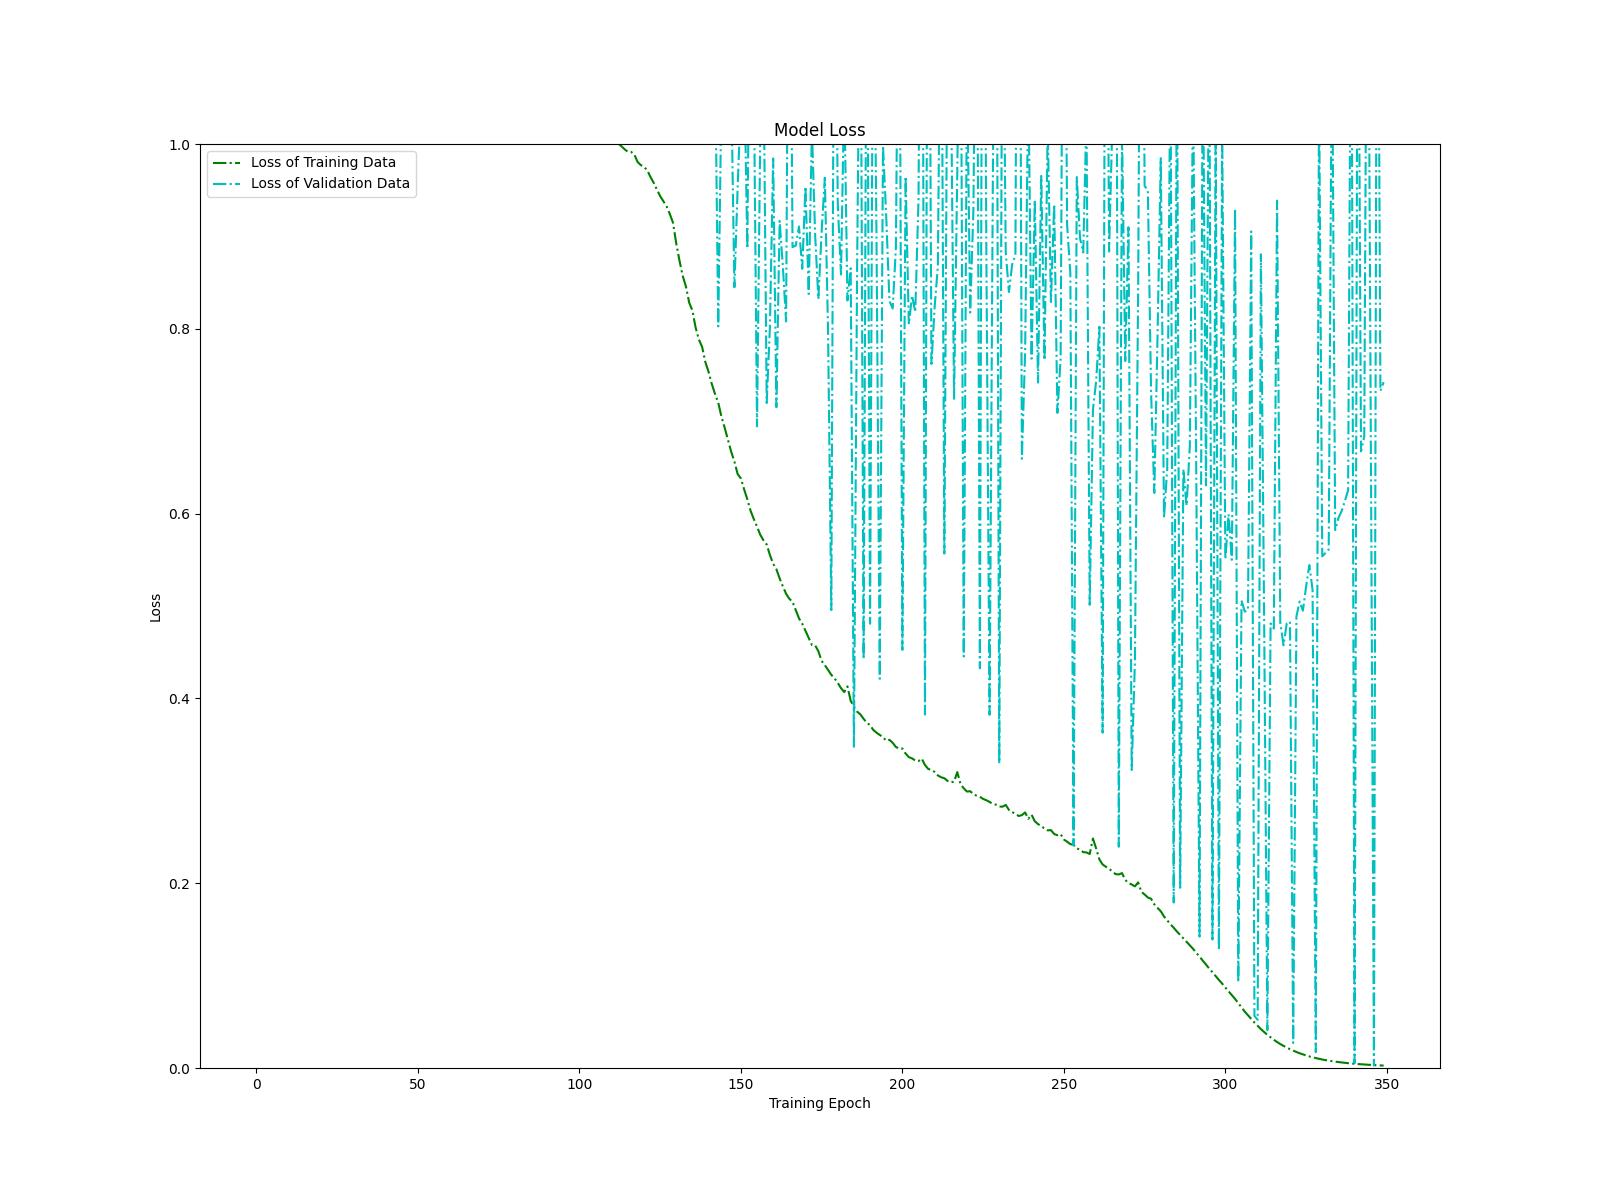 Model Loss
1.0
Loss of Training Data
Loss of Validation Data
0.8
0.6
Loss
0.4
0.2
0.0
0 50 100 150 200 250 300 350
Training Epoch